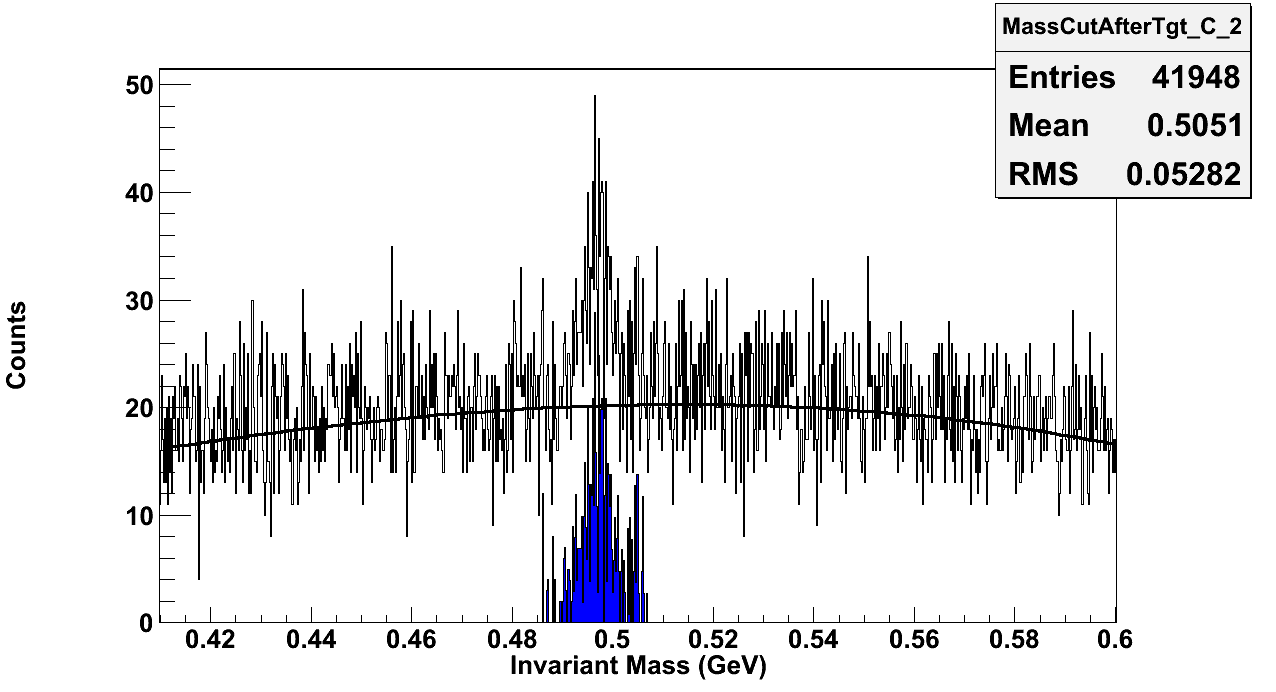 MassCutAfterTgt_C_2
Entries 41948
Mean 0.5051
RMS 0.05282
Counts
50
40
30
20
10
0
0.42 0.44 0.46 0.48 0.5 0.52 0.54 0.56 0.58 0.6
Invariant Mass (GeV)